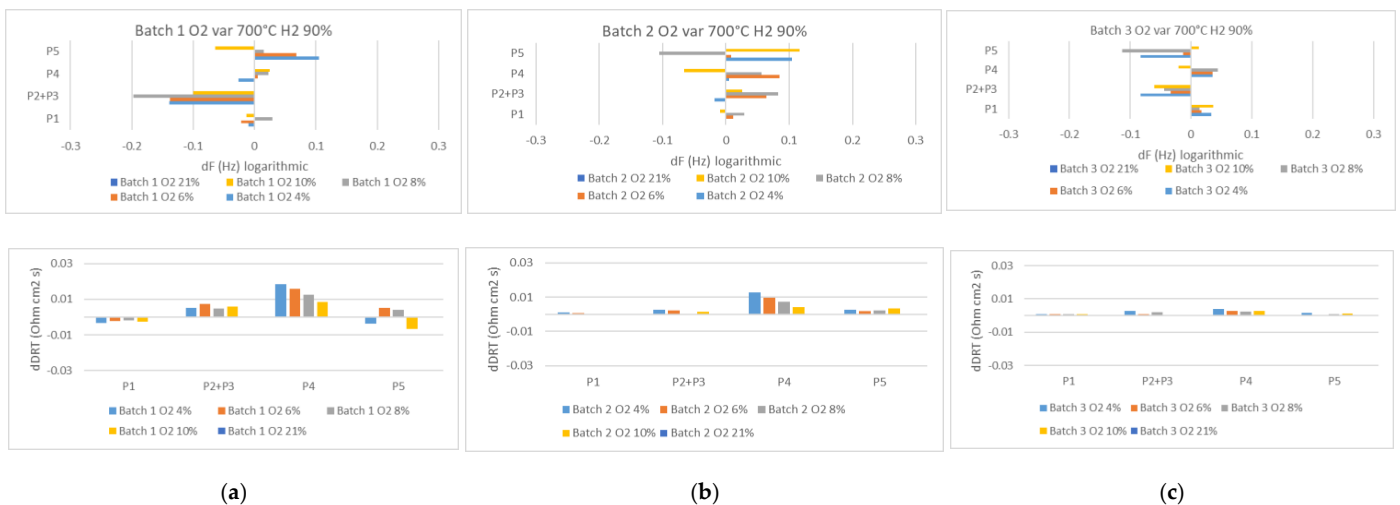 Batch 1 O2 var 700°C H2 90%
P5
P4
P2+P3
P1
-0.3 -0.2 -0.1 0 0.1 0.2 0.3
dF (Hz) logarithmic
Batch 1 O2 21% Batch 1 O2 10% Batch 1 O2 8%
Batch 1 O2 6% Batch 1 O2 4%
Batch 2 O2 var 700°C H2 90%
P5
P4
P2+P3
P1
-0.3 -0.2 -0.1 0 0.1 0.2 0.3
dF (Hz) logarithmic
Batch 2 O2 21% Batch 2 O2 10% Batch 2 O2 8%
Batch 2 O2 6% Batch 2 O2 4%
Batch 3 O2 var 700°C H2 90%
P5
P4
P2+P3
P1
-0.3 -0.2 -0.1 0 0.1 0.2 0.3
dF (Hz) logarithmic
Batch 3 O2 21% Batch 3 O2 10% Batch 3 O2 8%
Batch 3 O2 6% Batch 3 O2 4%
dDRT (Ohm cm2 s)
0.03
0.01
-0.01
-0.03
P1 P2+P3 P4 P5
Batch 1 O2 4% Batch 1 O2 6% Batch 1 O2 8%
Batch 1 O2 10% Batch 1 O2 21%
dDRT (Ohm cm2 s)
0.03
0.01
-0.01
-0.03
P1 P2+P3 P4 P5
Batch 2 O2 4% Batch 2 O2 6% Batch 2 O2 8%
Batch 2 O2 10% Batch 2 O2 21%
dDRT (Ohm cm2 s)
0.03
0.01
-0.01
-0.03
P1 P2+P3 P4 P5
Batch 3 O2 4% Batch 3 O2 6% Batch 3 O2 8%
Batch 3 O2 10% Batch 3 O2 21%
(a) (b) (c)